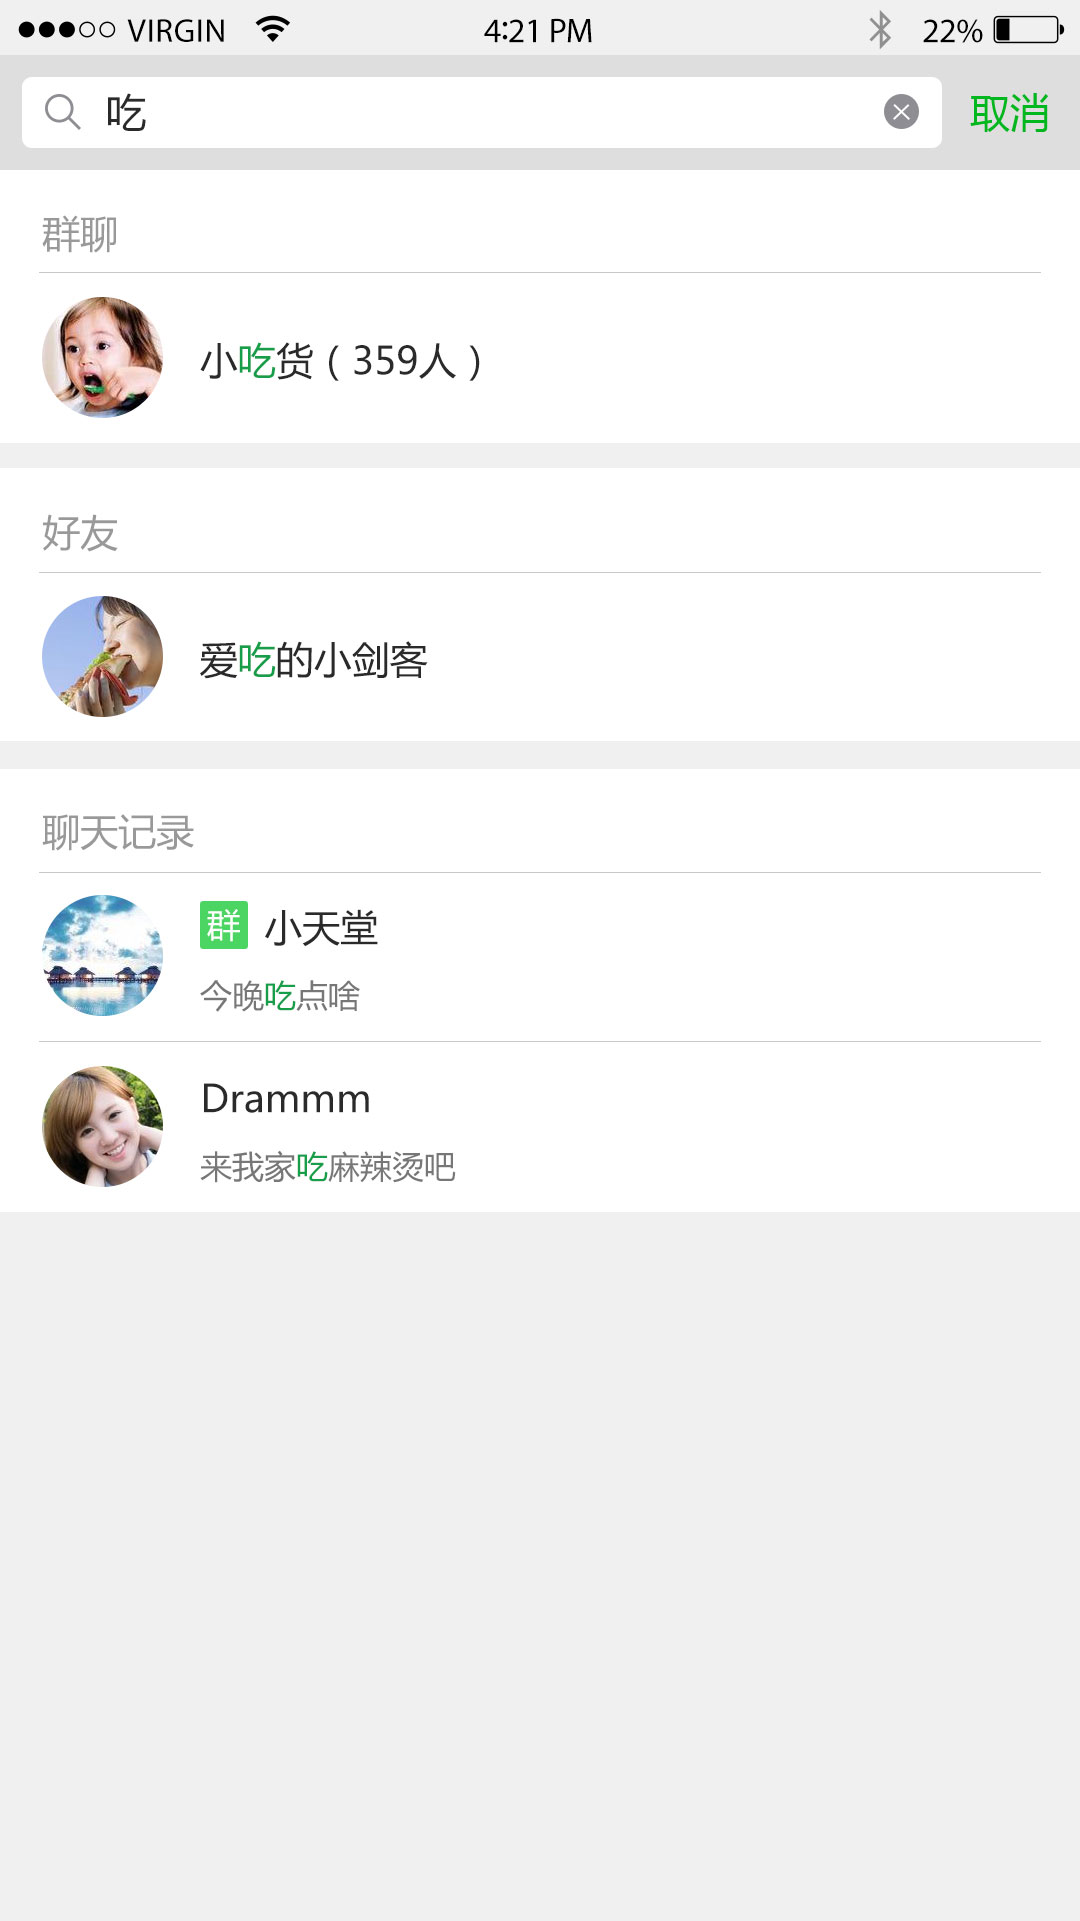 VIRGIN 4:21 PM 22%
吃 取消
群聊
小吃货（359人）
好友
爱吃的小剑客
聊天记录
群 小天堂
今晚吃点啥
Drammm
来我家吃麻辣烫吧